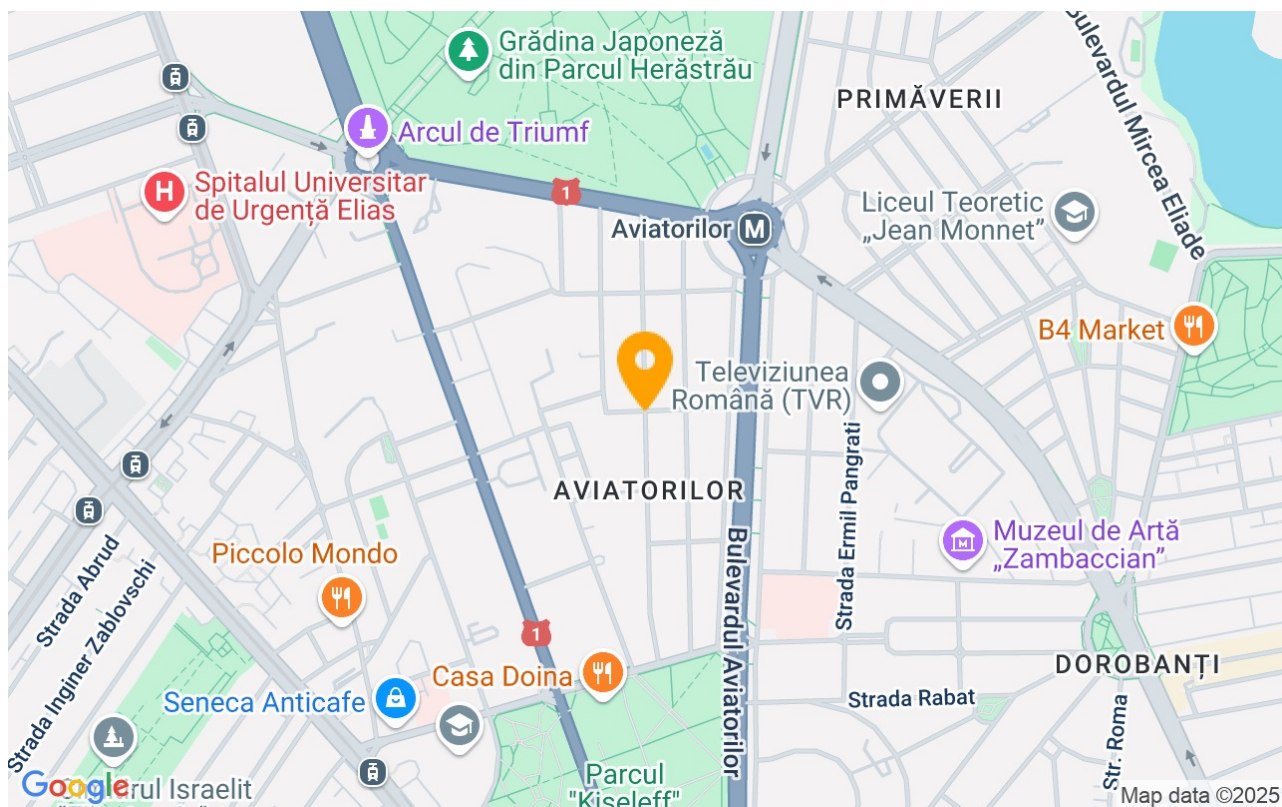 Grădina Japoneză
din Parcul Herăstrău
PRIMĂVERII
Bulevardul Mircea Eliade
Arcul de Triumf
H
Spitalul Universitar
de Urgență Elias
1
Aviatorilor
M
Liceul Teoretic
„Jean Monnet”
B4 Market
Televiziunea
Română (TVR)
Strada Ermil Pangrati
AVIATORILOR
Bulevardul Aviatorilor
Muzeul de Artă
„Zambaccian”
Piccolo Mondo
Strada Abrud
Strada Inginer Zablovschi
1
Casa Doina
DOROBANȚI
Seneca Anticafe
Strada Rabat
Str. Roma
Parcul
"Kiseleff"
Google
Israelit
Map data ©2025